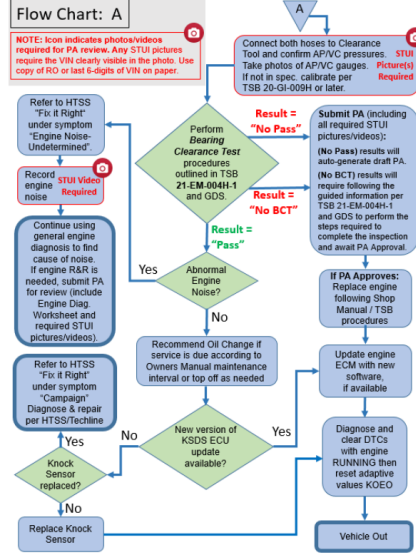 Flow Chart: A
NOTE: Icon indicates photos/videos
required for PA review. Any STUI pictures
require the VIN clearly visible in the photo. Use
copy of RO or last 6-digits of VIN on paper.
A
Connect both hoses to Clearance
Tool and confirm AP/VC pressures.
Take photos of AP/VC gauges.
If not in spec. calibrate per
TSB 20-GI-009H or later.
STUI
Picture(s)
Required
Refer to HTSS
"Fix it Right"
under symptom
"Engine Noise-
Undetermined".
Record
engine
noise
STUI Video
Required
Continue using
general engine
diagnosis to find
cause of noise.
If engine R&R is
needed, submit PA
for review (include
Engine Diag.
Worksheet and
required STUI
pictures/videos).
Perform
Bearing
Clearance Test
procedures
outlined in TSB
21-EM-004H-1
and GDS.
Result =
"No Pass"
Result =
"No BCT"
Result =
"Pass"
Submit PA (including
all required STUI
pictures/videos):
(No Pass) results will
auto-generate draft PA.
(No BCT) results will
require following the
guided information per
TSB 21-EM-004H-1
and GDS to perform the
steps required to
complete the inspection
and await PA Approval.
Abnormal
Engine
Noise?
Yes
No
If PA Approves:
Replace engine
following Shop
Manual / TSB
procedures
Recommend Oil Change if
service is due according to
Owners Manual maintenance
interval or top off as needed
Update engine
ECM with new
software,
if available
Refer to HTSS
"Fix it Right"
under symptom
"Campaign"
Diagnose & repair
per HTSS/Techline
New version of
KSDS ECU
update
available?
Yes
No
Diagnose and
clear DTCs
with engine
RUNNING then
reset adaptive
values KOEO
Yes
Knock
Sensor
replaced?
No
Replace Knock
Sensor
Vehicle Out